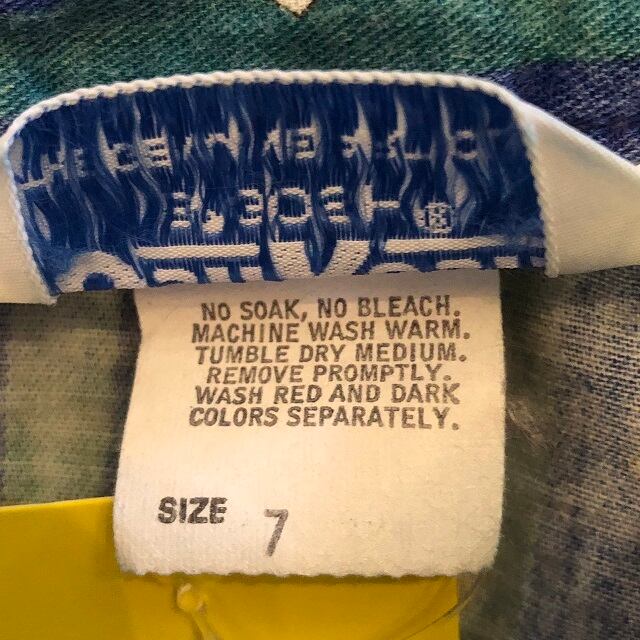 NO SOAK, NO BLEACH.
MACHINE WASH WARM.
TUMBLE DRY MEDIUM.
REMOVE PROMPTLY.
WASH RED AND DARK
COLORS SEPARATELY.
SIZE 7